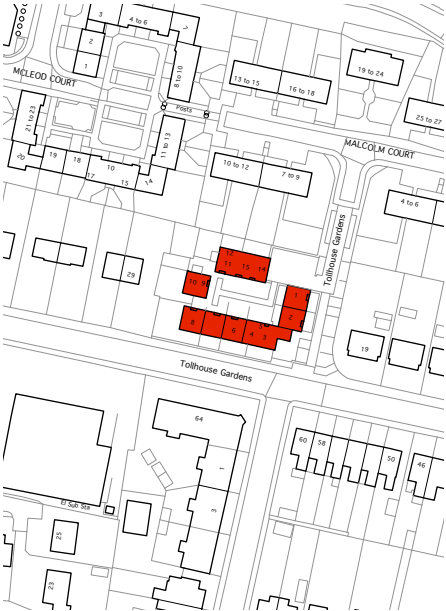 3
4 to 6
7
2
1
8 to 10
MCLEOD COURT
13 to 15
16 to 18
19 to 24
Posts
25 to 27
21 to 23
11 to 13
MALCOLM COURT
20
19
18
10
17
15
14
10 to 12
7 to 9
4 to 6
Tollhouse Gardens
12
11
15
14
29
10
9
1
2
8
6
5
4
3
19
Tollhouse Gardens
64
1
3
60
58
50
46
El Sub Sta
25
23